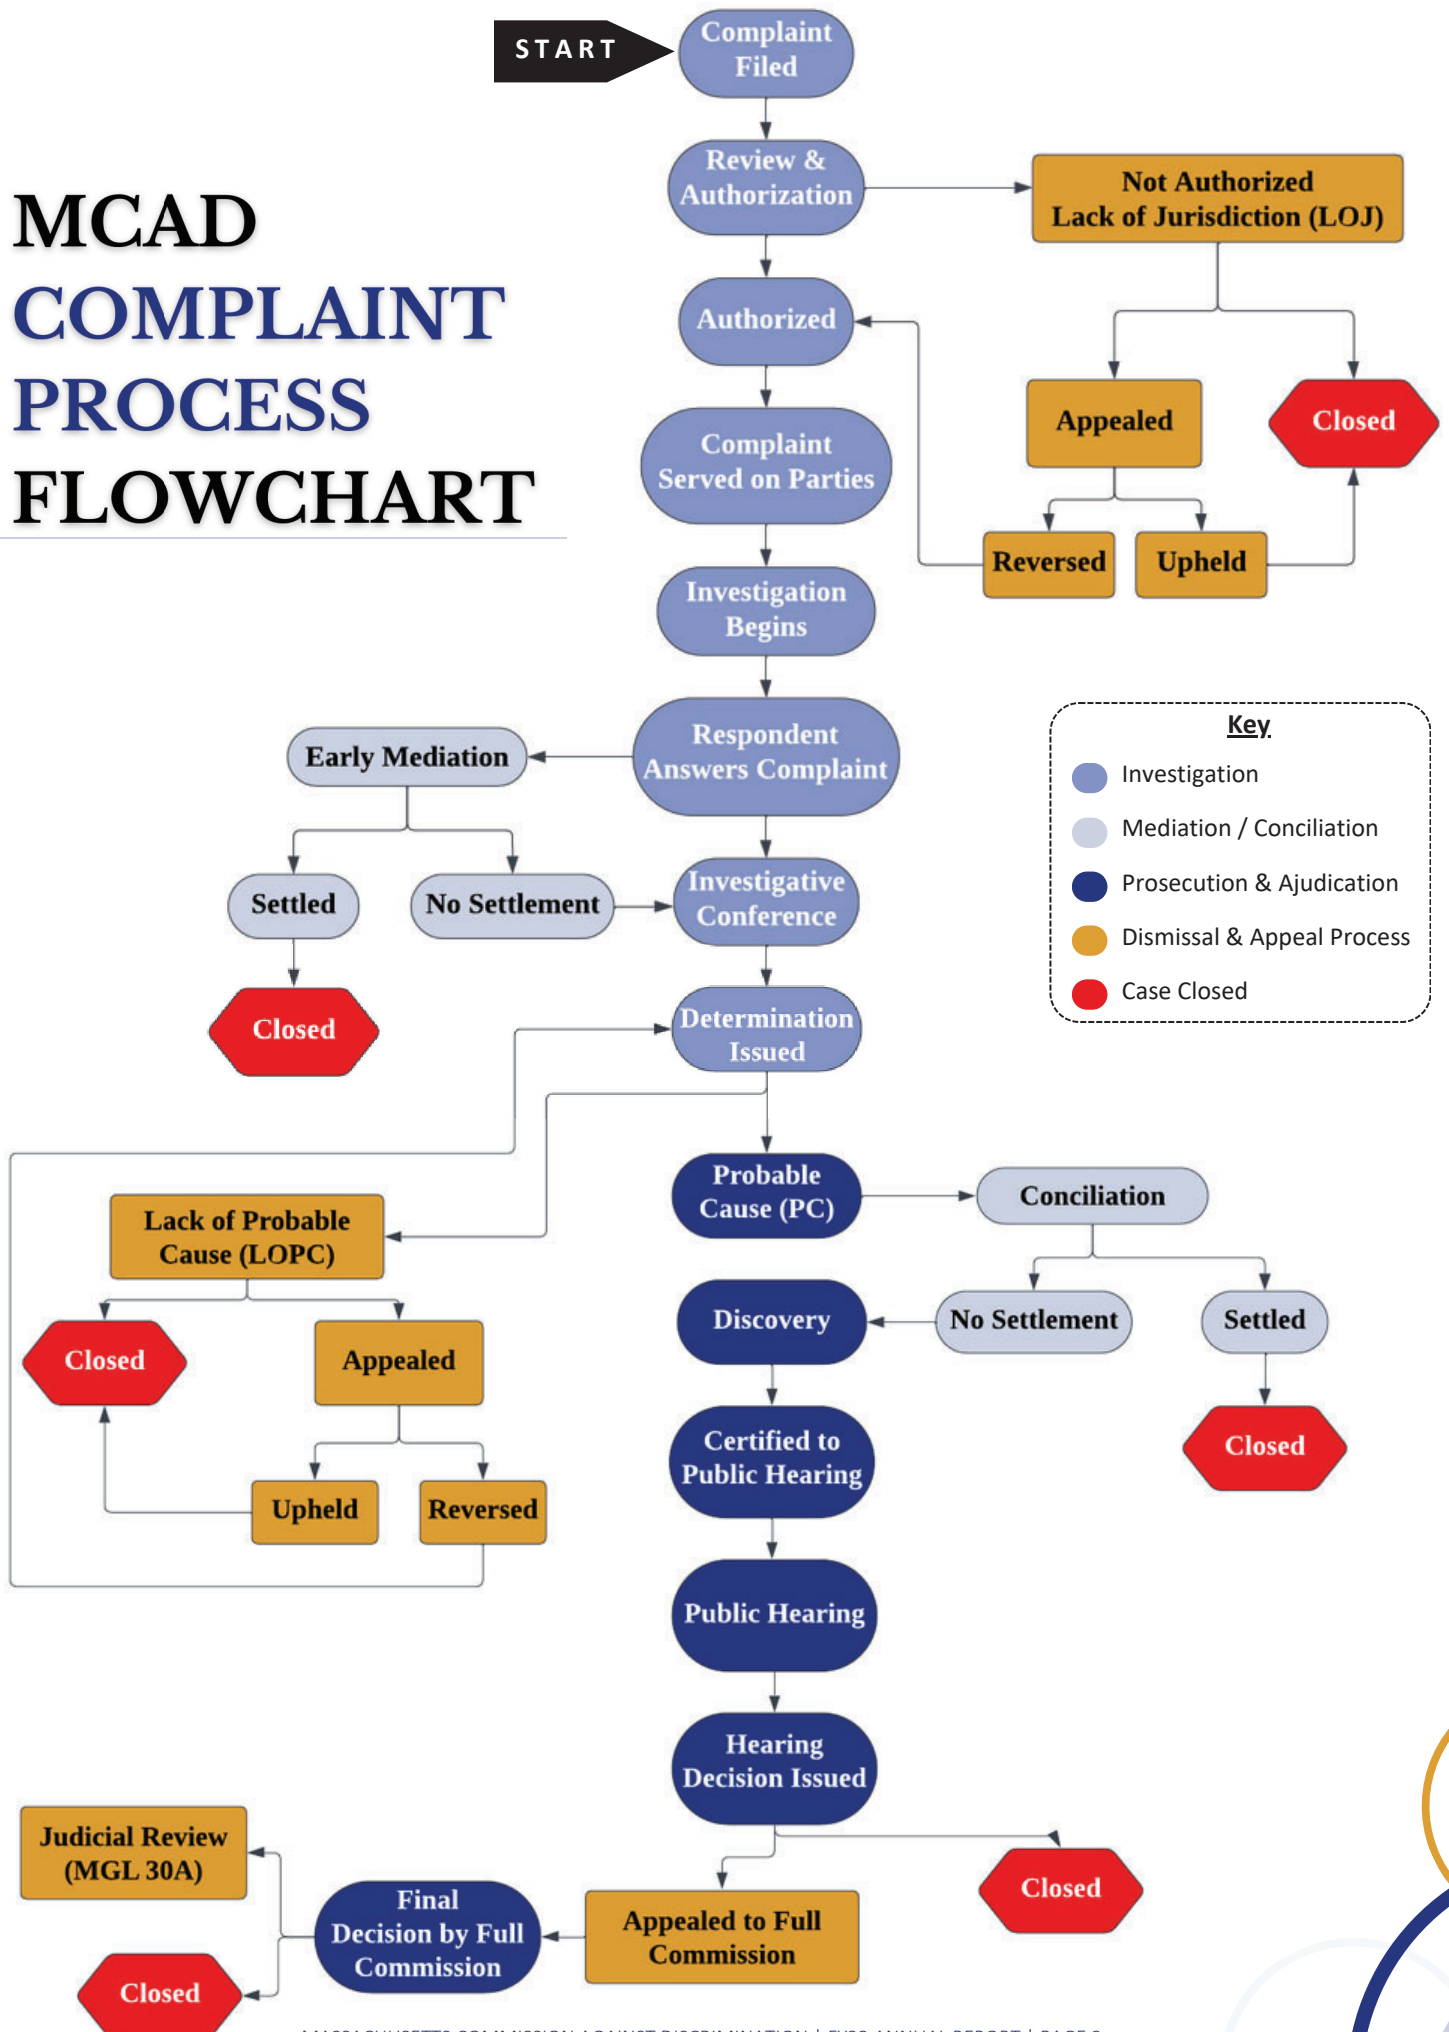 START
Complaint
Filed
Review &
Authorization
Not Authorized
Lack of Jurisdiction (LOJ)
MCAD
COMPLAINT
PROCESS
FLOWCHART
Authorized
Appealed
Closed
Complaint
Served on Parties
Reversed
Upheld
Investigation
Begins
Respondent
Answers Complaint
Early Mediation
Key
Investigation
Mediation / Conciliation
Prosecution & Ajudication
Dismissal & Appeal Process
Case Closed
Settled
No Settlement
Investigative
Conference
Closed
Determination
Issued
Probable
Cause (PC)
Conciliation
Lack of Probable
Cause (LOPC)
Discovery
No Settlement
Settled
Closed
Appealed
Closed
Certified to
Public Hearing
Upheld
Reversed
Public Hearing
Hearing
Decision Issued
Judicial Review
(MGL 30A)
Final
Decision by Full
Commission
Appealed to Full
Commission
Closed
Closed